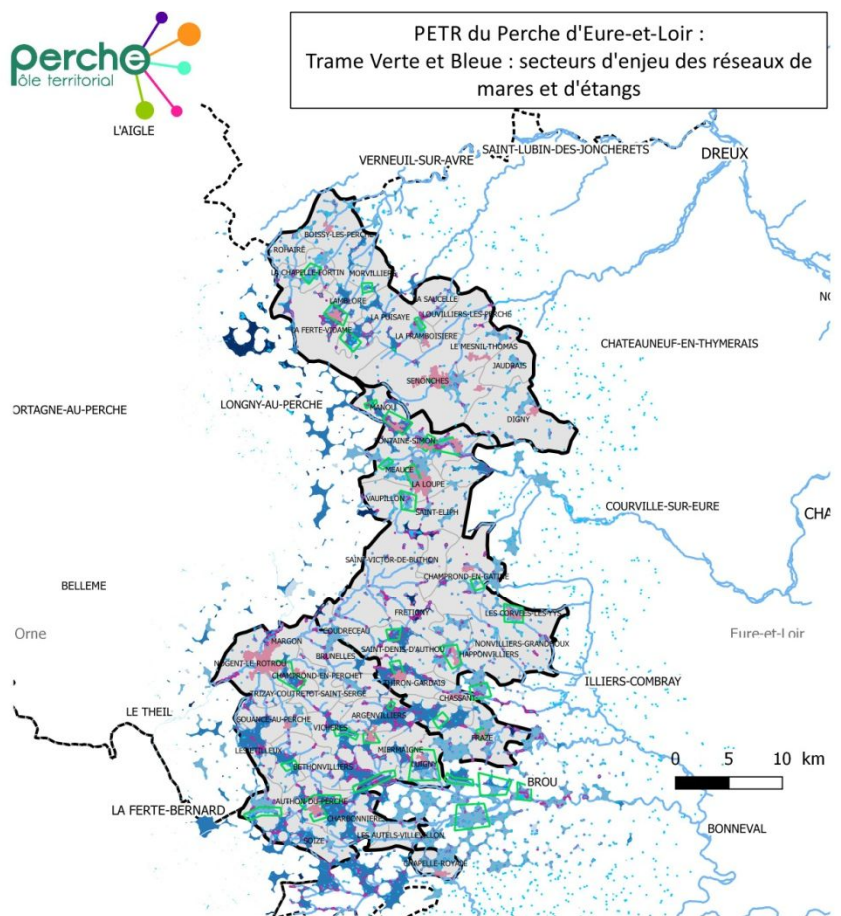 perche
pôle territorial
PETR du Perche d'Eure-et-Loir :
Trame Verte et Bleue : secteurs d'enjeu des réseaux de
mares et d'étangs
L'AIGLE
VERNEUIL-SUR-AVRE
SAINT-LUBIN-DES-JONCHERETS
DREUX
BOISSY-LES-PERCHE
ROHAIRE
LA CHAPELLE-FORTIN
MORVILLIERS
LAMBLORE
LA PUISAYE
LA SAUCELLE
LOUVILLIERS-LES-PERCHE
LA FERTE-VIDAME
LA FRAMBOISIERE
LE MESNIL-THOMAS
CHATEAUNEUF-EN-THYMERAIS
JAUDRAIS
SENONCHES
ORTAGNE-AU-PERCHE
LONGNY-AU-PERCHE
MANOU
DIGNY
FONTAINE-SIMON
MEAUCE
LA LOUPE
VAUPILLON
SAINT-ELIPH
COURVILLE-SUR-EURE
CHA
SAINT-VICTOR-DE-BUTHON
BELLEME
CHAMPROND-EN-GATINE
FRETIGNY
LES CORVEES-LES-YYS
Orne
Eure-et-Loir
COUDRECEAU
MARGON
BRUNELLES
SAINT-DENIS-D'AUTHOU
NONVILLIERS-GRANDHOUX
HAPPONVILLIERS
NOGENT-LE-ROTROU
CHAMPROND-EN-PERCHET
THIRON-GARDAIS
ILLIERS-COMBRAY
TRIZAY-COUTRETOT-SAINT-SERGE
CHASSANT
LE THEIL
SOUANCE-AU-PERCHE
ARGENVILLIERS
VICHERES
FRAZE
LES ETILLEUX
MIERMAIGNE
BETHONVILLIERS
LUIGNY
0 5 10 km
BROU
LA FERTE-BERNARD
AUTHON-DU-PERCHE
CHARBONNIERES
BONNEVAL
LES AUTELS-VILLEVILLON
SOIZE
CHAPELLE-ROYALE